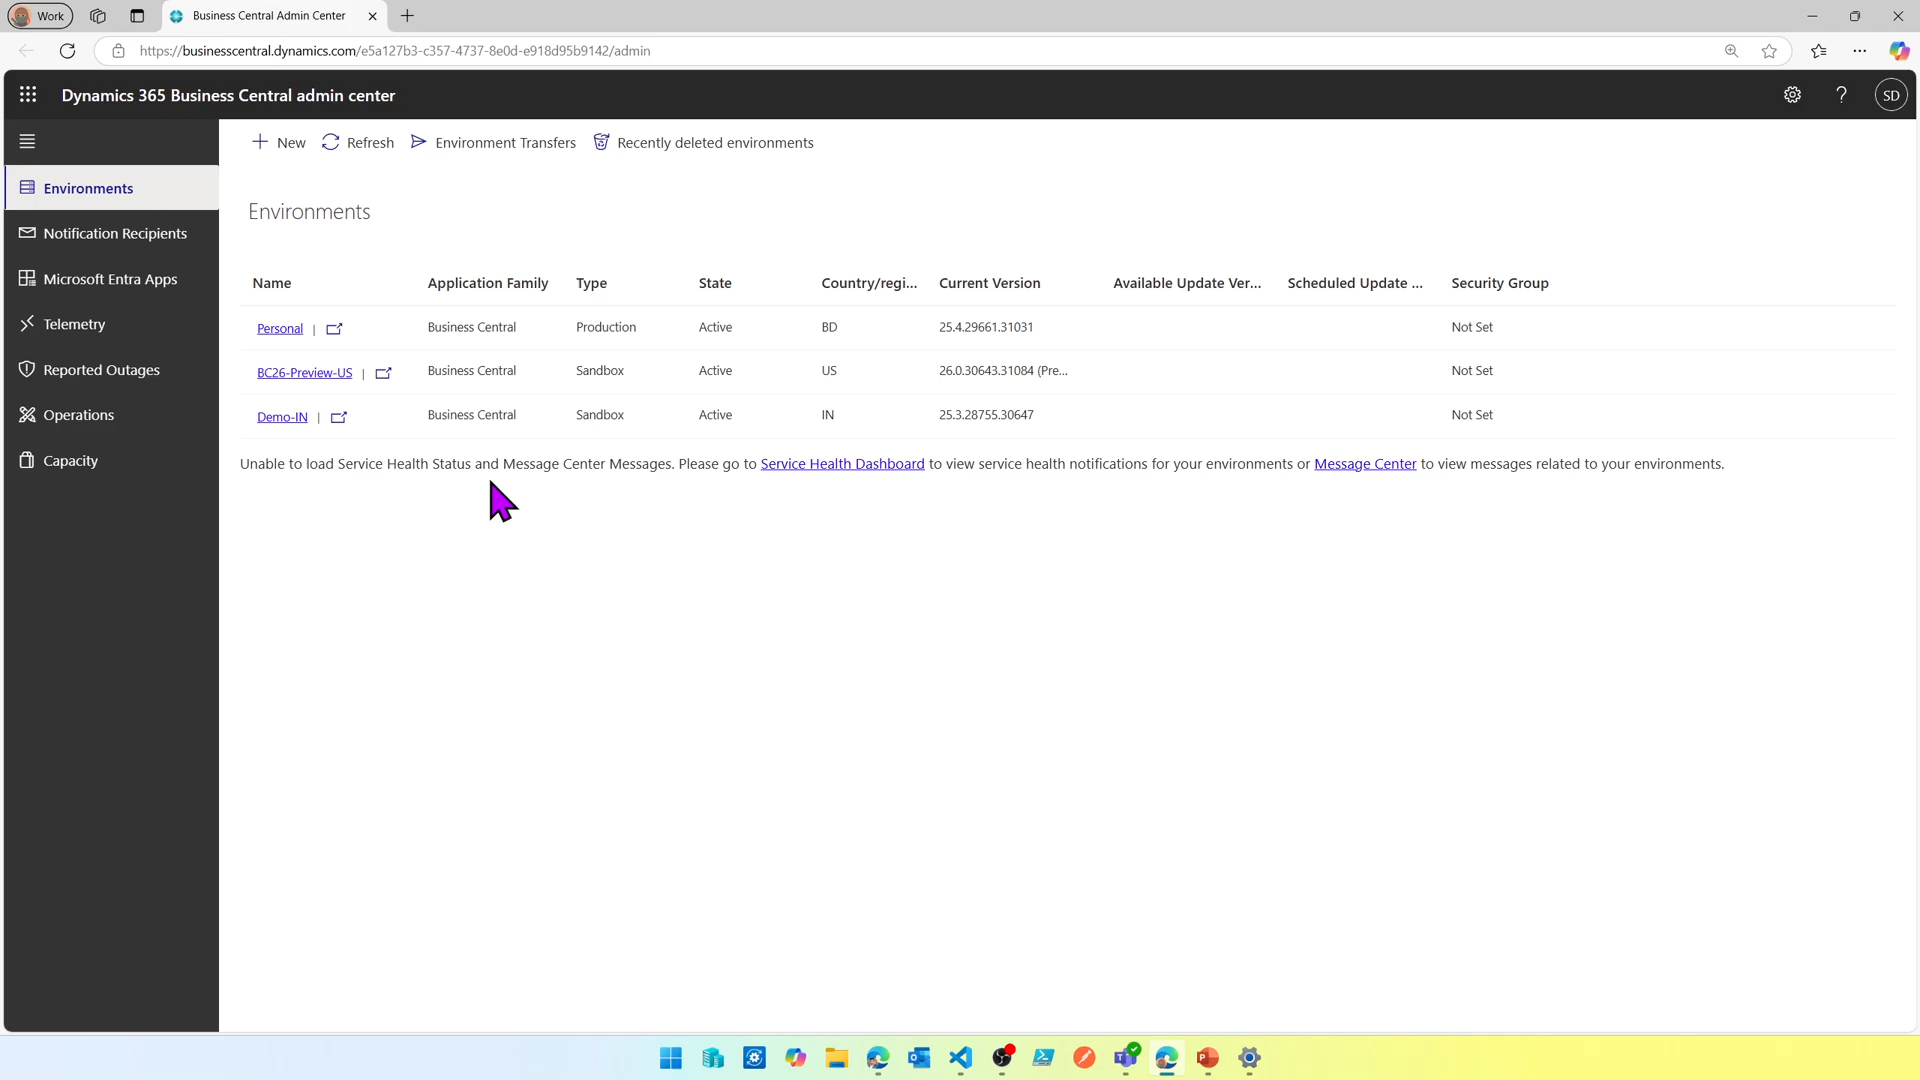 Work
Business Central Admin Center
https://businesscentral.dynamics.com/e5a127b3-c357-4737-8e0d-e918d95b9142/admin
Dynamics 365 Business Central admin center
SD
New Refresh Environment Transfers Recently deleted environments
Environments
Notification Recipients
Microsoft Entra Apps
Telemetry
Reported Outages
Operations
Capacity
Environments
Name Application Family Type State Country/regi... Current Version Available Update Ver... Scheduled Update ... Security Group
Personal | Business Central Production Active BD 25.4.29661.31031 Not Set
BC26-Preview-US | Business Central Sandbox Active US 26.0.30643.31084 (Pre... Not Set
Demo-IN | Business Central Sandbox Active IN 25.3.28755.30647 Not Set
Unable to load Service Health Status and Message Center Messages. Please go to Service Health Dashboard to view service health notifications for your environments or Message Center to view messages related to your environments.